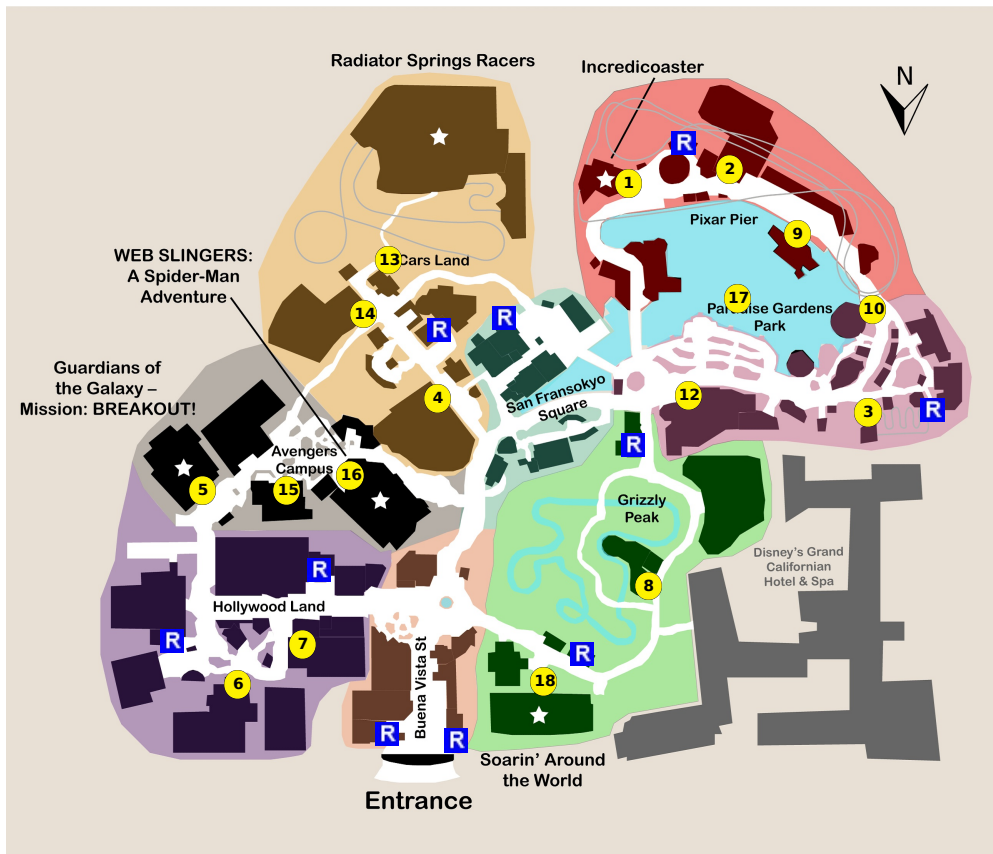 Radiator Springs Racers
Incredicoaster
N
R
2
1
Pixar Pier
9
WEB SLINGERS:
A Spider-Man
Adventure
13
Cars Land
17
Paradise Gardens
Park
10
14
R
R
Guardians of
the Galaxy –
Mission: BREAKOUT!
4
San Fransokyo
Square
12
3
R
R
Avengers
Campus
16
5
15
Grizzly
Peak
Disney's Grand
Californian
Hotel & Spa
R
8
Hollywood Land
R
7
6
Buena Vista St
R
18
R
R
Soarin' Around
the World
Entrance